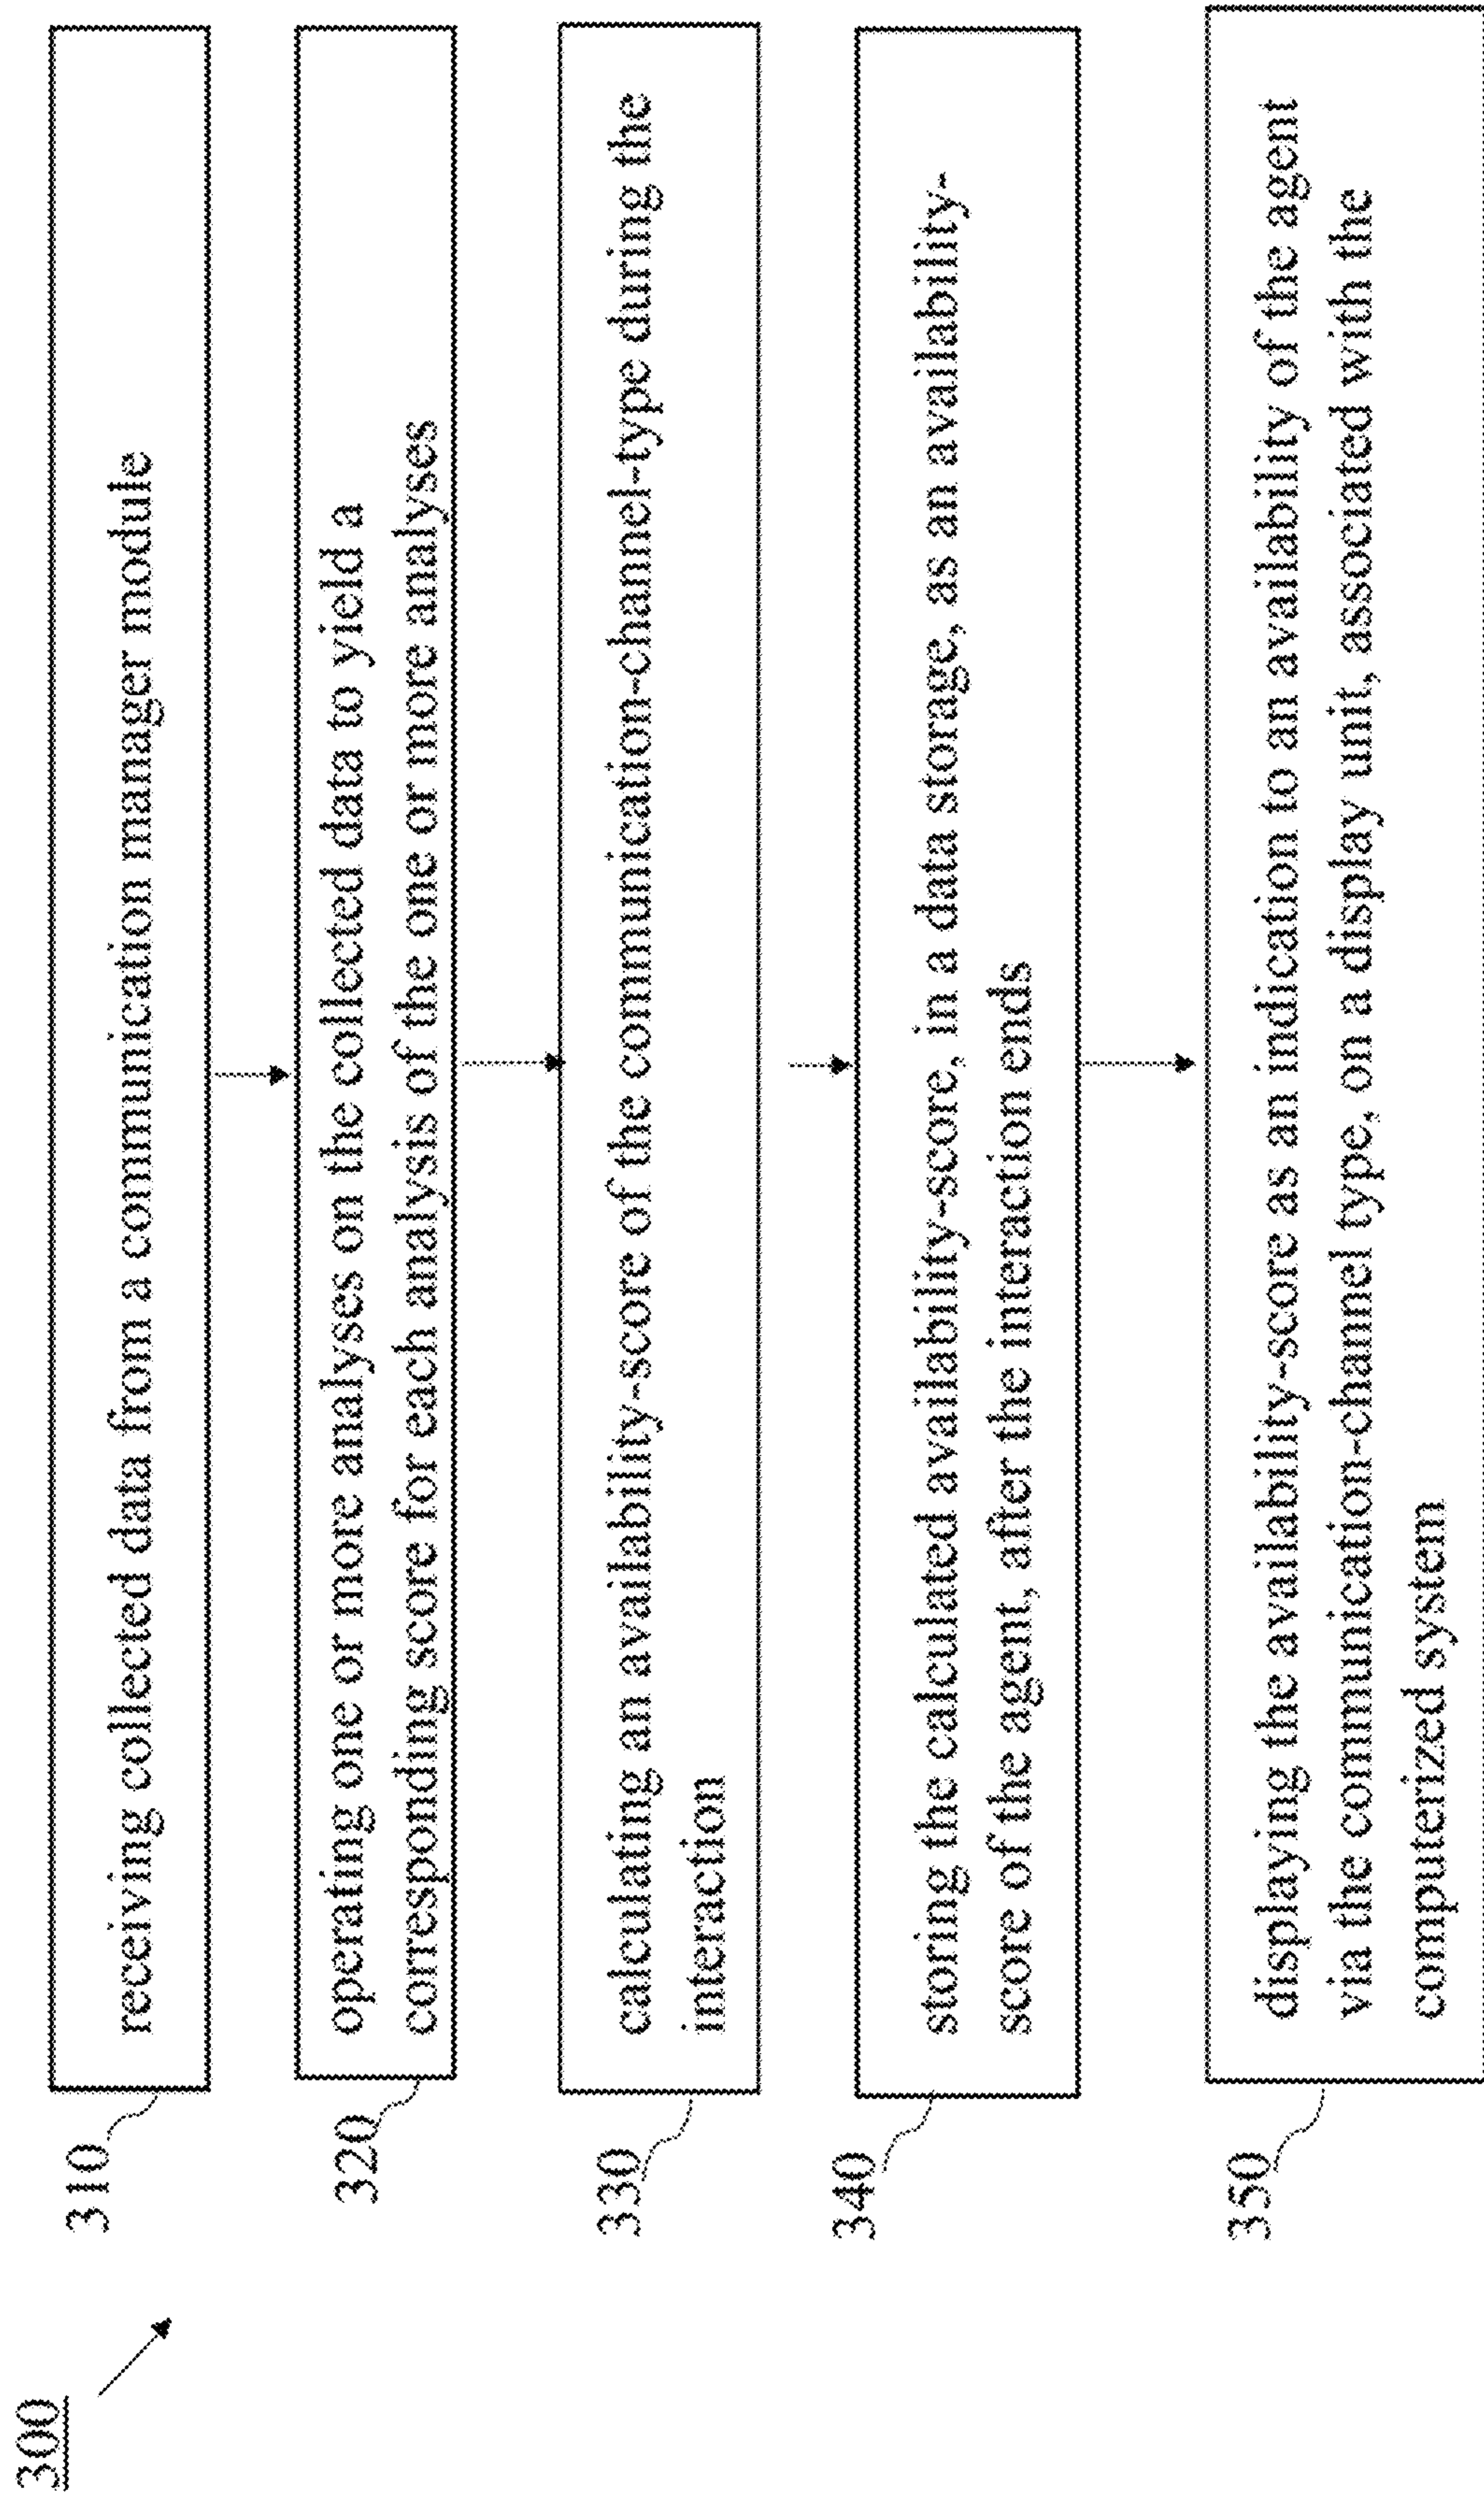 300
310
receiving collected data from a communication manager module
320
operating one or more analyses on the collected data to yield a
corresponding score for each analysis of the one or more analyses
330
calculating an availability-score of the communication-channel-type during the
interaction
340
storing the calculated availability-score, in a data storage, as an availability-
score of the agent, after the interaction ends
350
displaying the availability-score as an indication to an availability of the agent
via the communication-channel type, on a display unit, associated with the
computerized system